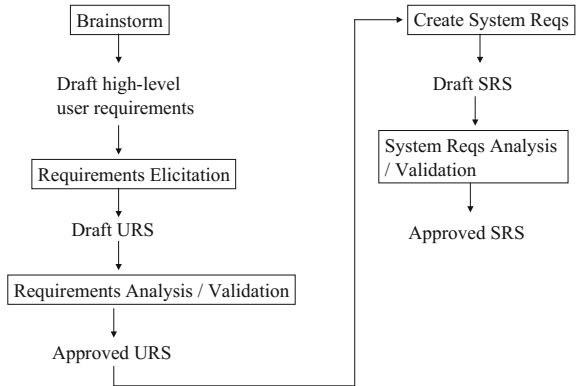 Brainstorm
Draft high-level
user requirements
Requirements Elicitation
Draft URS
Requirements Analysis / Validation
Approved URS
Create System Reqs
Draft SRS
System Reqs Analysis
/ Validation
Approved SRS